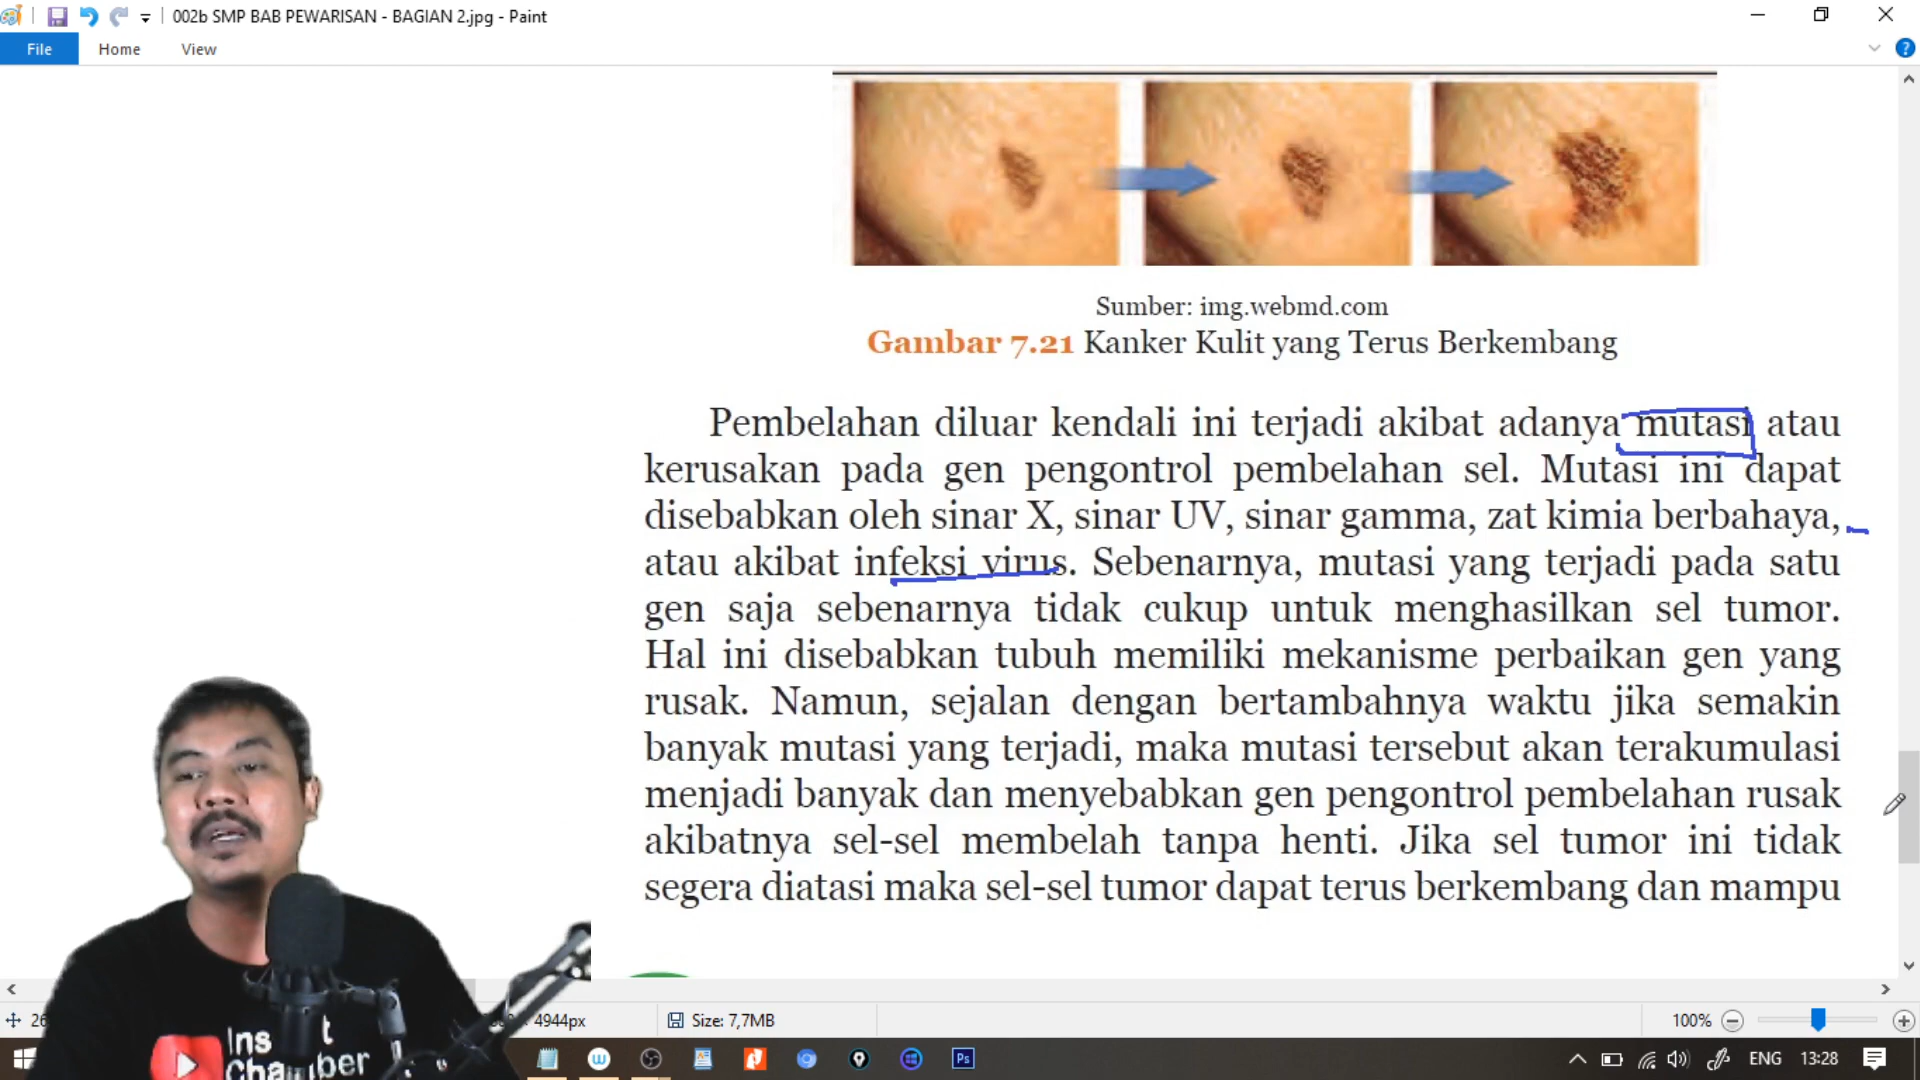 002b SMP BAB PEWARISAN - BAGIAN 2.jpg - Paint
File Home View
Sumber: img.webmd.com
Gambar 7.21 Kanker Kulit yang Terus Berkembang
Pembelahan diluar kendali ini terjadi akibat adanya mutasi atau
kerusakan pada gen pengontrol pembelahan sel. Mutasi ini dapat
disebabkan oleh sinar X, sinar UV, sinar gamma, zat kimia berbahaya,
atau akibat infeksi virus. Sebenarnya, mutasi yang terjadi pada satu
gen saja sebenarnya tidak cukup untuk menghasilkan sel tumor.
Hal ini disebabkan tubuh memiliki mekanisme perbaikan gen yang
rusak. Namun, sejalan dengan bertambahnya waktu jika semakin
banyak mutasi yang terjadi, maka mutasi tersebut akan terakumulasi
menjadi banyak dan menyebabkan gen pengontrol pembelahan rusak
akibatnya sel-sel membelah tanpa henti. Jika sel tumor ini tidak
segera diatasi maka sel-sel tumor dapat terus berkembang dan mampu
4944px Size: 7,7MB 100%
Ps ENG 13:28